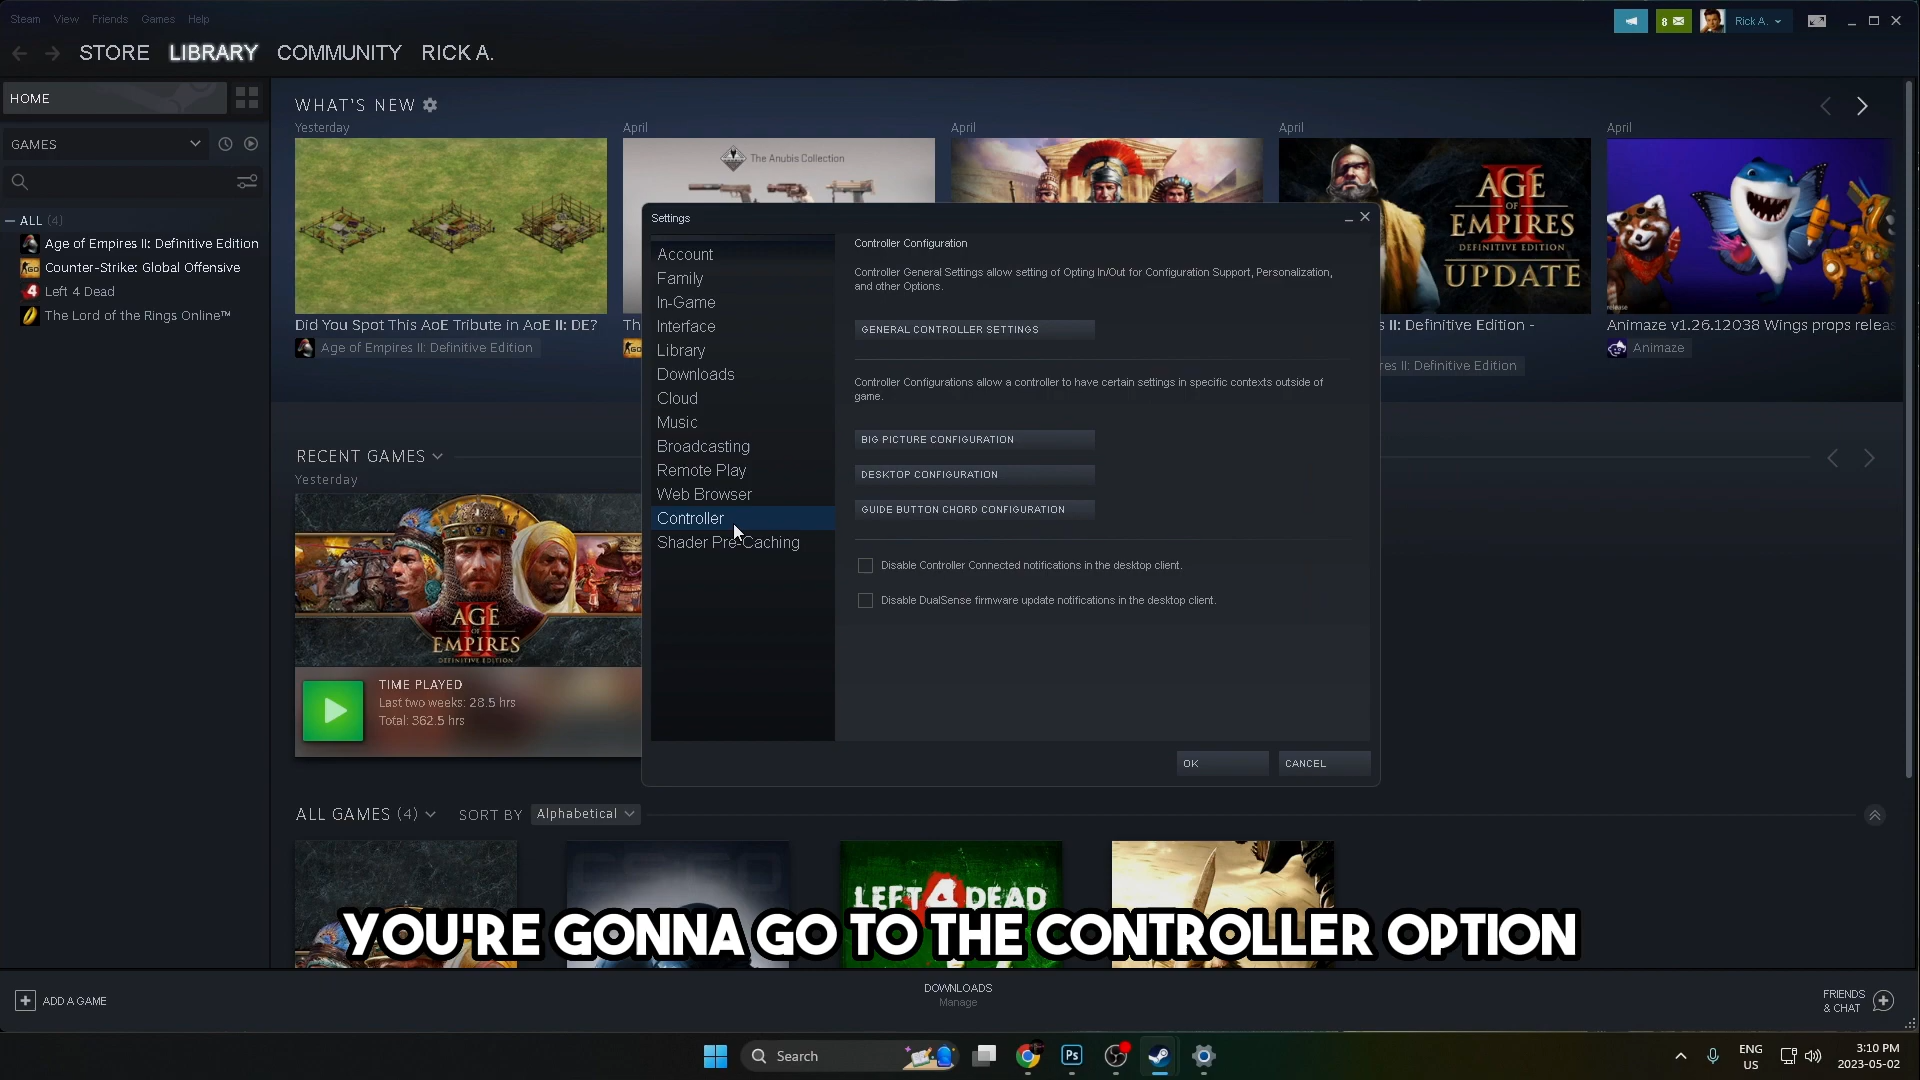 Steam View Friends Games Help
8
Rick A.
STORE LIBRARY COMMUNITY RICK A.
HOME
GAMES
ALL (4)
Age of Empires II: Definitive Edition
Counter-Strike: Global Offensive
Left 4 Dead
The Lord of the Rings Online™
WHAT'S NEW
Yesterday
April
April
April
April
The Anubis Collection
AGE
OF
EMPIRES
DEFINITIVE EDITION
UPDATE
Did You Spot This AoE Tribute in AoE II: DE?
Age of Empires II: Definitive Edition
Th
s II: Definitive Edition -
res II: Definitive Edition
Animaze v1.26.12038 Wings props releas
Animaze
Settings
Account
Family
In-Game
Interface
Library
Downloads
Cloud
Music
Broadcasting
Remote Play
Web Browser
Controller
Shader Pre-Caching
Controller Configuration
Controller General Settings allow setting of Opting In/Out for Configuration Support, Personalization,
and other Options.
GENERAL CONTROLLER SETTINGS
Controller Configurations allow a controller to have certain settings in specific contexts outside of
game.
BIG PICTURE CONFIGURATION
DESKTOP CONFIGURATION
GUIDE BUTTON CHORD CONFIGURATION
Disable Controller Connected notifications in the desktop client.
Disable DualSense firmware update notifications in the desktop client.
OK
CANCEL
RECENT GAMES
Yesterday
AGE
OF
EMPIRES
DEFINITIVE EDITION
TIME PLAYED
Last two weeks: 28.5 hrs
Total: 362.5 hrs
ALL GAMES (4) SORT BY Alphabetical
LEFT 4 DEAD
YOU'RE GONNA GO TO THE CONTROLLER OPTION
ADD A GAME
DOWNLOADS
Manage
FRIENDS
& CHAT
Search
Ps
ENG
US
3:10 PM
2023-05-02